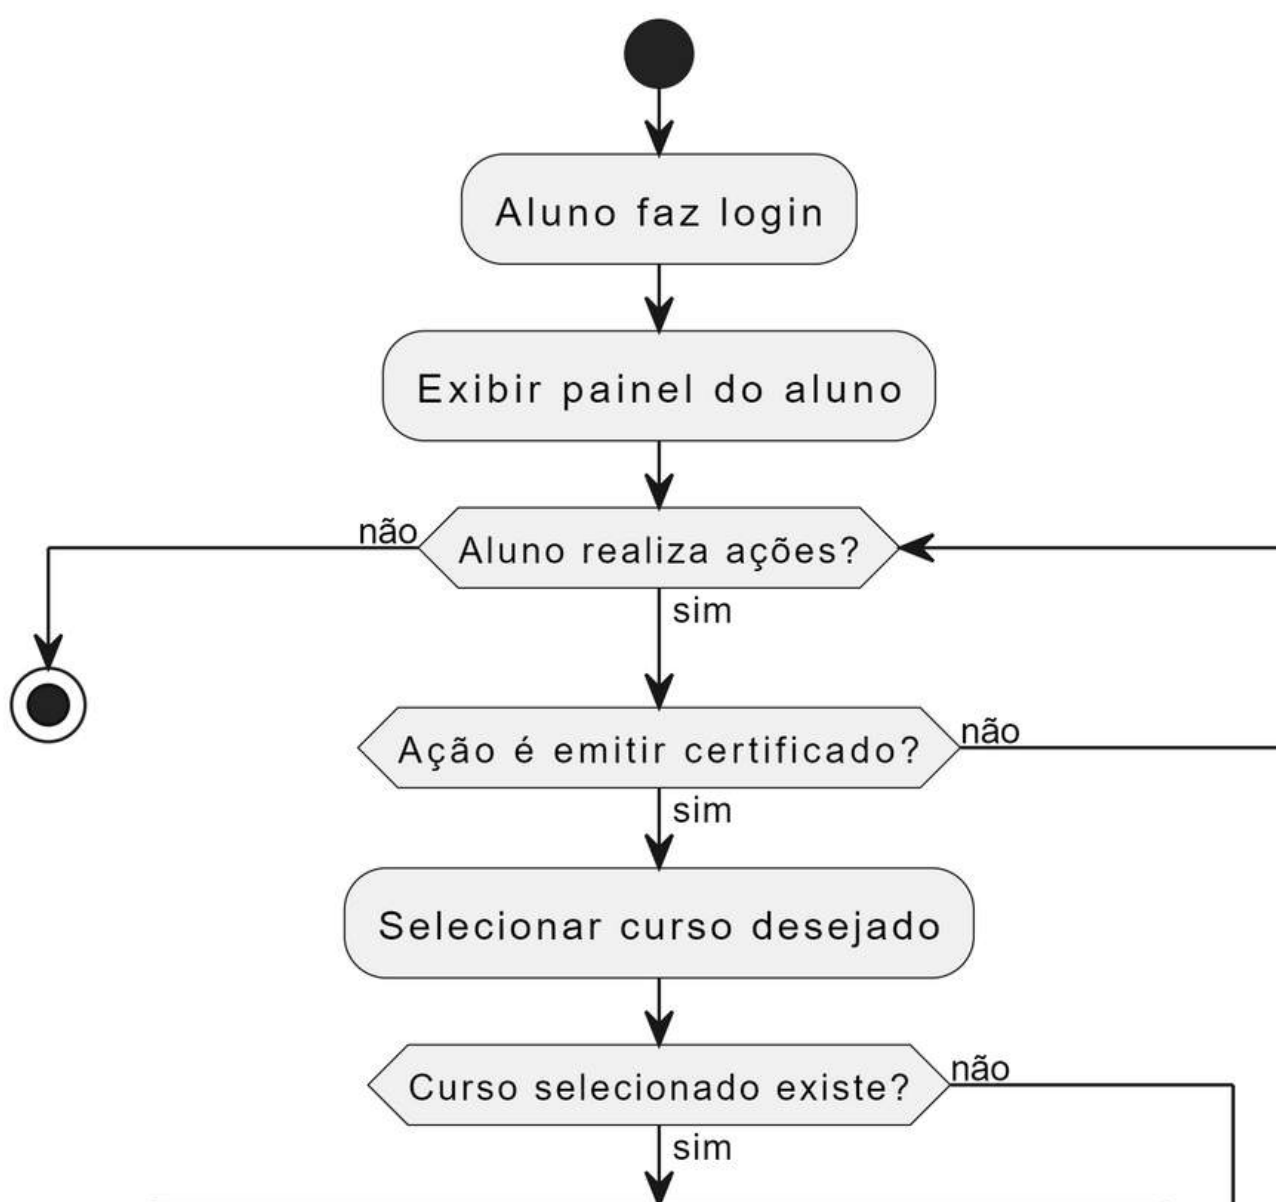 Aluno faz login
Exibir painel do aluno
não
Aluno realiza ações?
sim
Ação é emitir certificado?
não
sim
Selecionar curso desejado
Curso selecionado existe?
não
sim